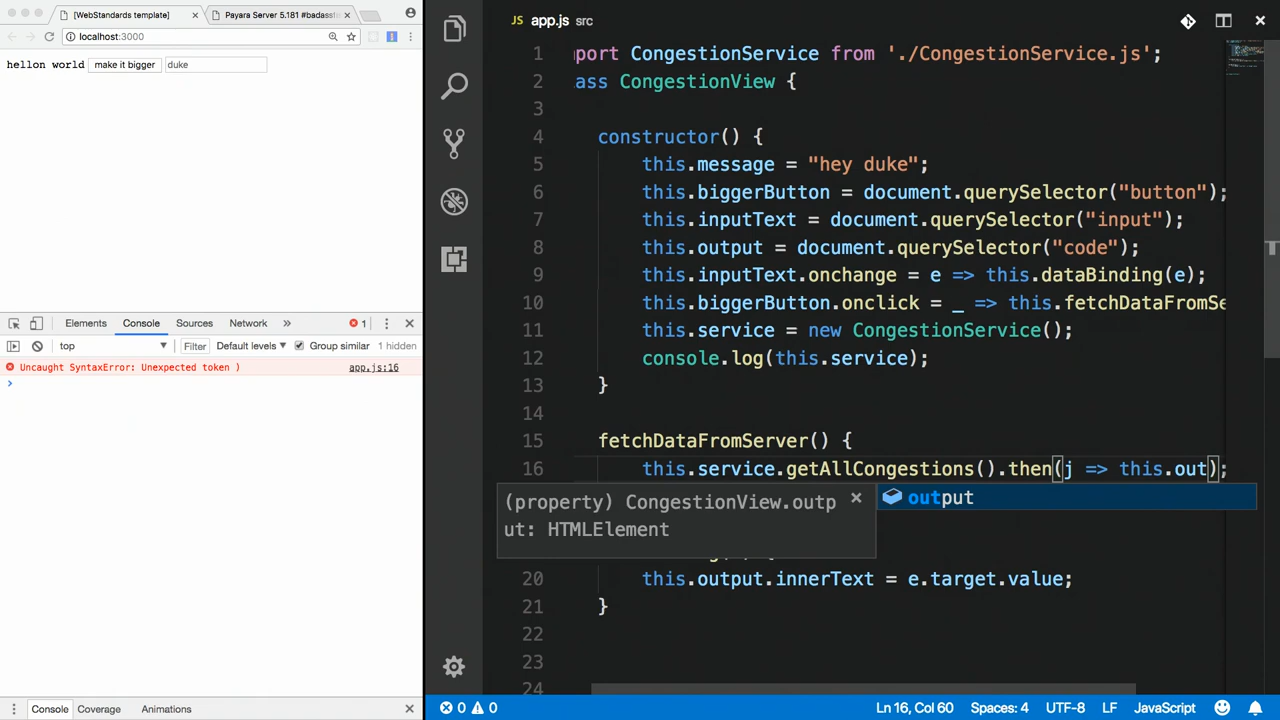 [WebStandards template]
Payara Server 5.181 #badassfis
localhost:3000
hellon world make it bigger duke
Elements Console Sources Network » 1
top Filter Default levels Group similar 1 hidden
Uncaught SyntaxError: Unexpected token ) app.js:16
>
Console Coverage Animations
JS app.js src
1 port CongestionService from './CongestionService.js';
2 ass CongestionView {
3
4 constructor() {
5 this.message = "hey duke";
6 this.biggerButton = document.querySelector("button");
7 this.inputText = document.querySelector("input");
8 this.output = document.querySelector("code");
9 this.inputText.onchange = e => this.dataBinding(e);
10 this.biggerButton.onclick = _ => this.fetchDataFromSe
11 this.service = new CongestionService();
12 console.log(this.service);
13 }
14
15 fetchDataFromServer() {
16 this.service.getAllCongestions().then(j => this.out);
(property) CongestionView.outp
ut: HTMLElement
output
20 this.output.innerText = e.target.value;
21 }
22
23
24
0 0 Ln 16, Col 60 Spaces: 4 UTF-8 LF JavaScript